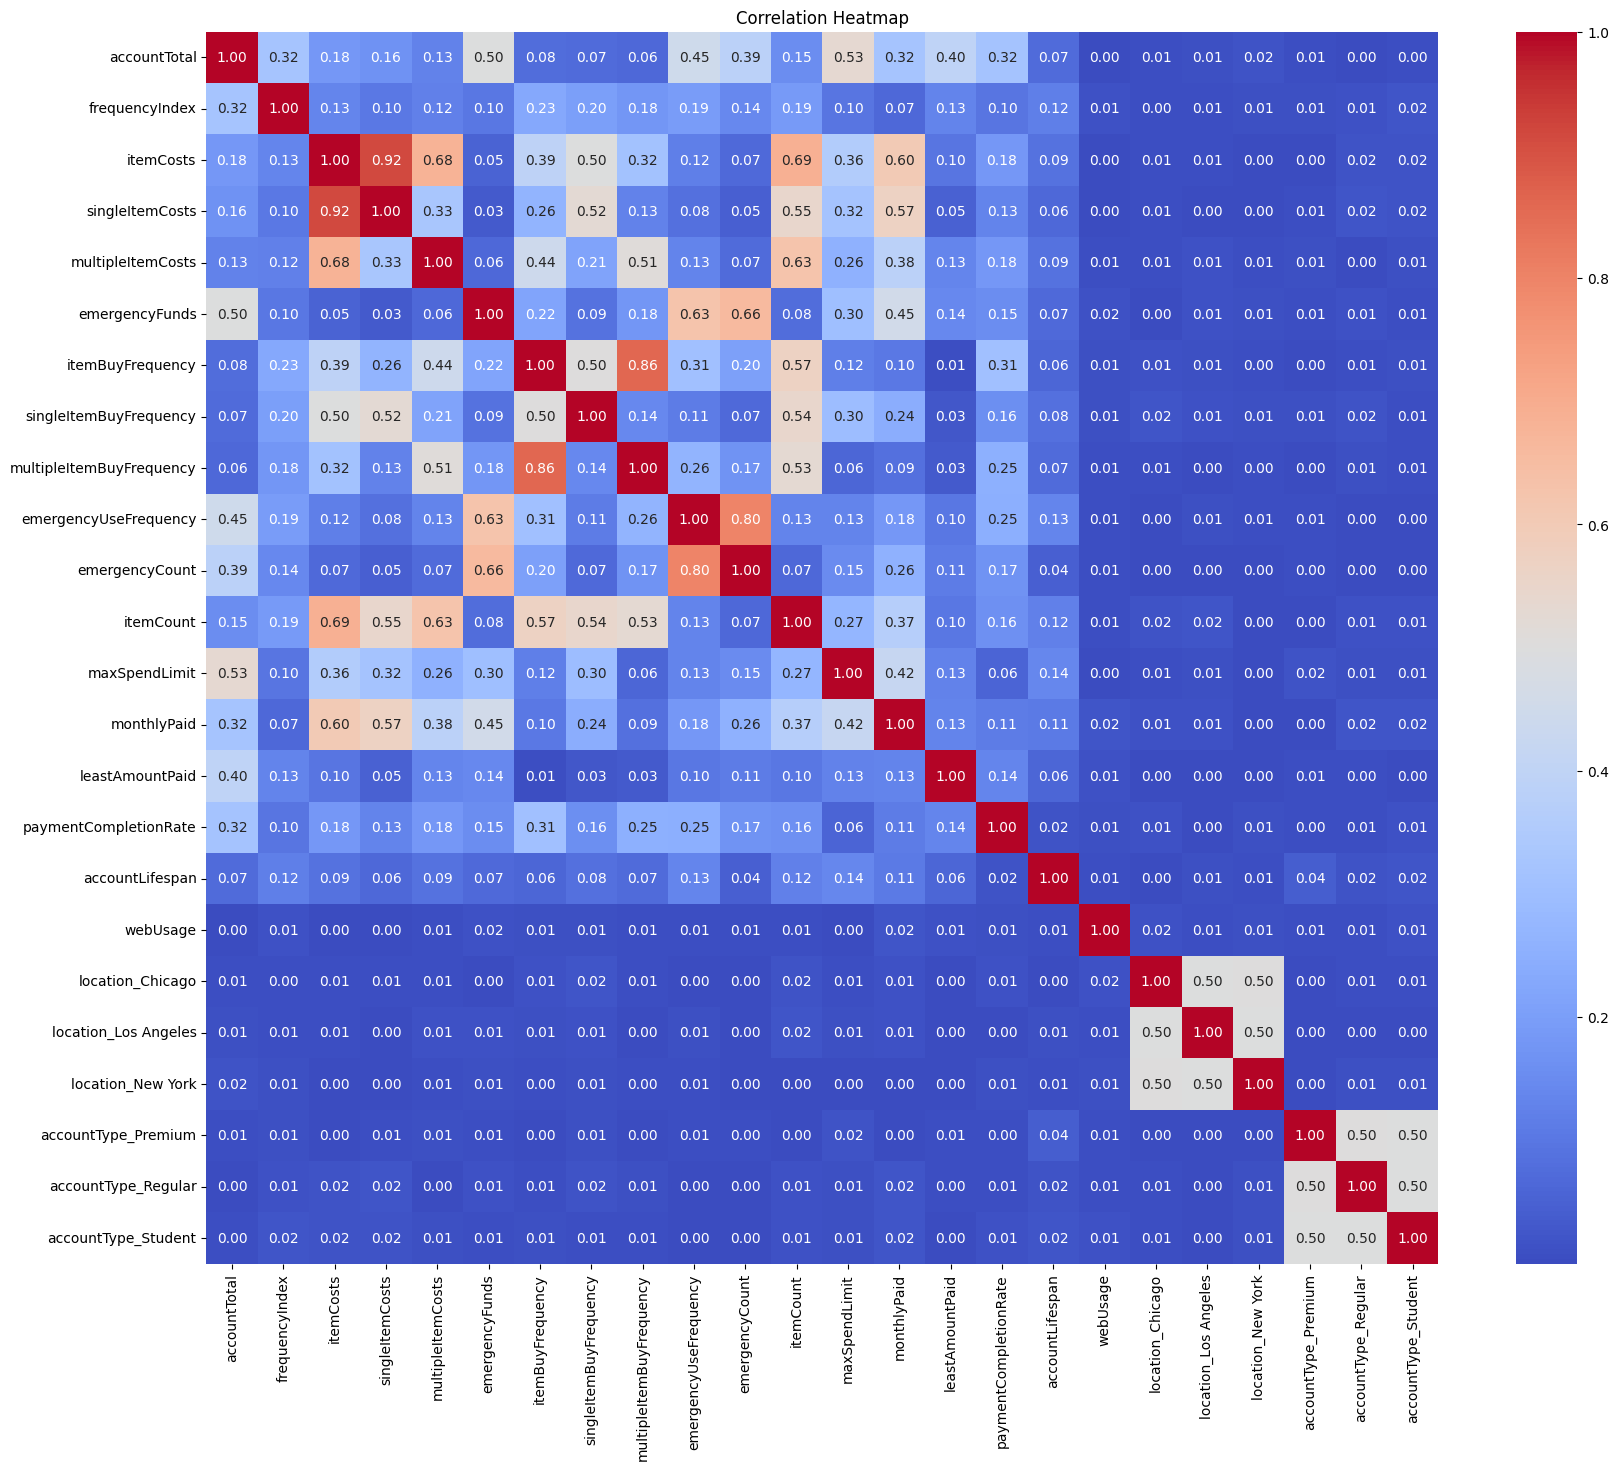 Correlation Heatmap
accountTotal 1.00 0.32 0.18 0.16 0.13 0.50 0.08 0.07 0.06 0.45 0.39 0.15 0.53 0.32 0.40 0.32 0.07 0.00 0.01 0.01 0.02 0.01 0.00 0.00
frequencyIndex 0.32 1.00 0.13 0.10 0.12 0.10 0.23 0.20 0.18 0.19 0.14 0.19 0.10 0.07 0.13 0.10 0.12 0.01 0.00 0.01 0.01 0.01 0.01 0.02
itemCosts 0.18 0.13 1.00 0.92 0.68 0.05 0.39 0.50 0.32 0.12 0.07 0.69 0.36 0.60 0.10 0.18 0.09 0.00 0.01 0.01 0.00 0.00 0.02 0.02
singleItemCosts 0.16 0.10 0.92 1.00 0.33 0.03 0.26 0.52 0.13 0.08 0.05 0.55 0.32 0.57 0.05 0.13 0.06 0.00 0.01 0.00 0.00 0.01 0.02 0.02
multipleItemCosts 0.13 0.12 0.68 0.33 1.00 0.06 0.44 0.21 0.51 0.13 0.07 0.63 0.26 0.38 0.13 0.18 0.09 0.01 0.01 0.01 0.01 0.01 0.00 0.01
emergencyFunds 0.50 0.10 0.05 0.03 0.06 1.00 0.22 0.09 0.18 0.63 0.66 0.08 0.30 0.45 0.14 0.15 0.07 0.02 0.00 0.01 0.01 0.01 0.01 0.01
itemBuyFrequency 0.08 0.23 0.39 0.26 0.44 0.22 1.00 0.50 0.86 0.31 0.20 0.57 0.12 0.10 0.01 0.31 0.06 0.01 0.01 0.01 0.00 0.00 0.01 0.01
singleItemBuyFrequency 0.07 0.20 0.50 0.52 0.21 0.09 0.50 1.00 0.14 0.11 0.07 0.54 0.30 0.24 0.03 0.16 0.08 0.01 0.02 0.01 0.01 0.01 0.02 0.01
multipleItemBuyFrequency 0.06 0.18 0.32 0.13 0.51 0.18 0.86 0.14 1.00 0.26 0.17 0.53 0.06 0.09 0.03 0.25 0.07 0.01 0.01 0.00 0.00 0.00 0.01 0.01
emergencyUseFrequency 0.45 0.19 0.12 0.08 0.13 0.63 0.31 0.11 0.26 1.00 0.80 0.13 0.13 0.18 0.10 0.25 0.13 0.01 0.00 0.01 0.01 0.01 0.00 0.00
emergencyCount 0.39 0.14 0.07 0.05 0.07 0.66 0.20 0.07 0.17 0.80 1.00 0.07 0.15 0.26 0.11 0.17 0.04 0.01 0.00 0.00 0.00 0.00 0.00 0.00
itemCount 0.15 0.19 0.69 0.55 0.63 0.08 0.57 0.54 0.53 0.13 0.07 1.00 0.27 0.37 0.10 0.16 0.12 0.01 0.02 0.02 0.00 0.00 0.01 0.01
maxSpendLimit 0.53 0.10 0.36 0.32 0.26 0.30 0.12 0.30 0.06 0.13 0.15 0.27 1.00 0.42 0.13 0.06 0.14 0.00 0.01 0.01 0.00 0.02 0.01 0.01
monthlyPaid 0.32 0.07 0.60 0.57 0.38 0.45 0.10 0.24 0.09 0.18 0.26 0.37 0.42 1.00 0.13 0.11 0.11 0.02 0.01 0.01 0.00 0.00 0.02 0.02
leastAmountPaid 0.40 0.13 0.10 0.05 0.13 0.14 0.01 0.03 0.03 0.10 0.11 0.10 0.13 0.13 1.00 0.14 0.06 0.01 0.00 0.00 0.00 0.01 0.00 0.00
paymentCompletionRate 0.32 0.10 0.18 0.13 0.18 0.15 0.31 0.16 0.25 0.25 0.17 0.16 0.06 0.11 0.14 1.00 0.02 0.01 0.01 0.00 0.01 0.00 0.01 0.01
accountLifespan 0.07 0.12 0.09 0.06 0.09 0.07 0.06 0.08 0.07 0.13 0.04 0.12 0.14 0.11 0.06 0.02 1.00 0.01 0.00 0.01 0.01 0.04 0.02 0.02
webUsage 0.00 0.01 0.00 0.00 0.01 0.02 0.01 0.01 0.01 0.01 0.01 0.01 0.00 0.02 0.01 0.01 0.01 1.00 0.02 0.01 0.01 0.01 0.01 0.01
location_Chicago 0.01 0.00 0.01 0.01 0.01 0.00 0.01 0.02 0.01 0.00 0.00 0.02 0.01 0.01 0.00 0.01 0.00 0.02 1.00 0.50 0.50 0.00 0.01 0.01
location_Los Angeles 0.01 0.01 0.01 0.00 0.01 0.01 0.01 0.01 0.00 0.01 0.00 0.02 0.01 0.01 0.00 0.00 0.01 0.01 0.50 1.00 0.50 0.00 0.00 0.00
location_New York 0.02 0.01 0.00 0.00 0.01 0.01 0.00 0.01 0.00 0.01 0.00 0.00 0.00 0.00 0.00 0.01 0.01 0.01 0.50 0.50 1.00 0.00 0.01 0.01
accountType_Premium 0.01 0.01 0.00 0.01 0.01 0.01 0.00 0.01 0.00 0.01 0.00 0.00 0.02 0.00 0.01 0.00 0.04 0.01 0.00 0.00 0.00 1.00 0.50 0.50
accountType_Regular 0.00 0.01 0.02 0.02 0.00 0.01 0.01 0.02 0.01 0.00 0.00 0.01 0.01 0.02 0.00 0.01 0.02 0.01 0.01 0.00 0.01 0.50 1.00 0.50
accountType_Student 0.00 0.02 0.02 0.02 0.01 0.01 0.01 0.01 0.01 0.00 0.00 0.01 0.01 0.02 0.00 0.01 0.02 0.01 0.01 0.00 0.01 0.50 0.50 1.00
accountTotal
frequencyIndex
itemCosts
singleItemCosts
multipleItemCosts
emergencyFunds
itemBuyFrequency
singleItemBuyFrequency
multipleItemBuyFrequency
emergencyUseFrequency
emergencyCount
itemCount
maxSpendLimit
monthlyPaid
leastAmountPaid
paymentCompletionRate
accountLifespan
webUsage
location_Chicago
location_Los Angeles
location_New York
accountType_Premium
accountType_Regular
accountType_Student
1.0
0.8
0.6
0.4
0.2